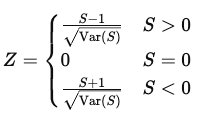 Z = { (S−1)/√Var(S)  S > 0
0  S = 0
(S+1)/√Var(S)  S < 0